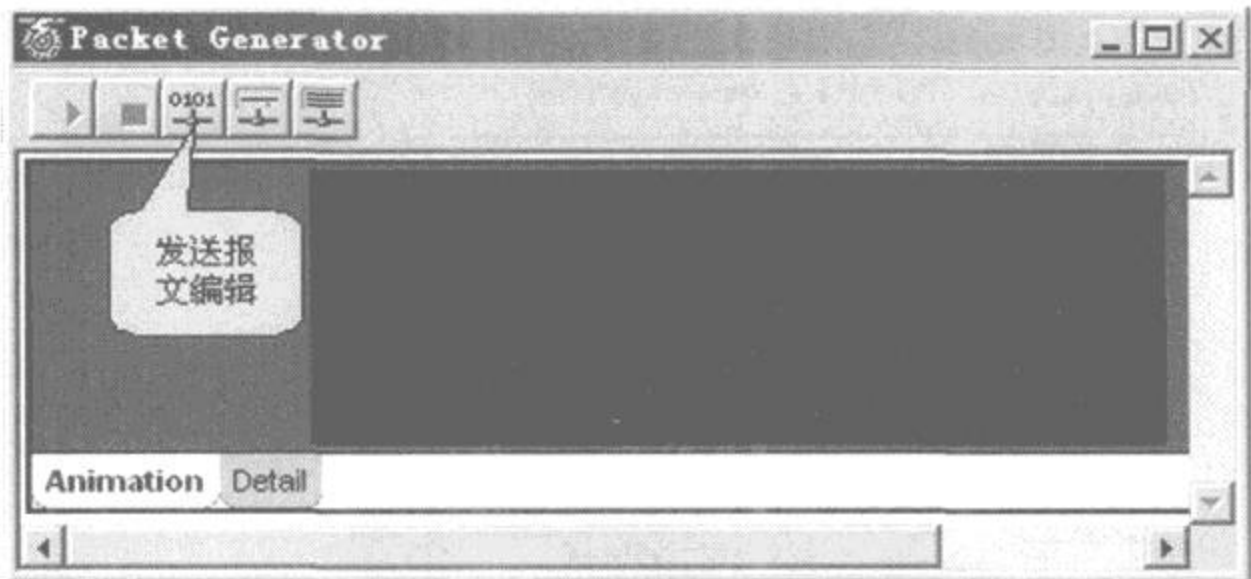 Packet Generator
0101
发送报
文编辑
Animation Detail